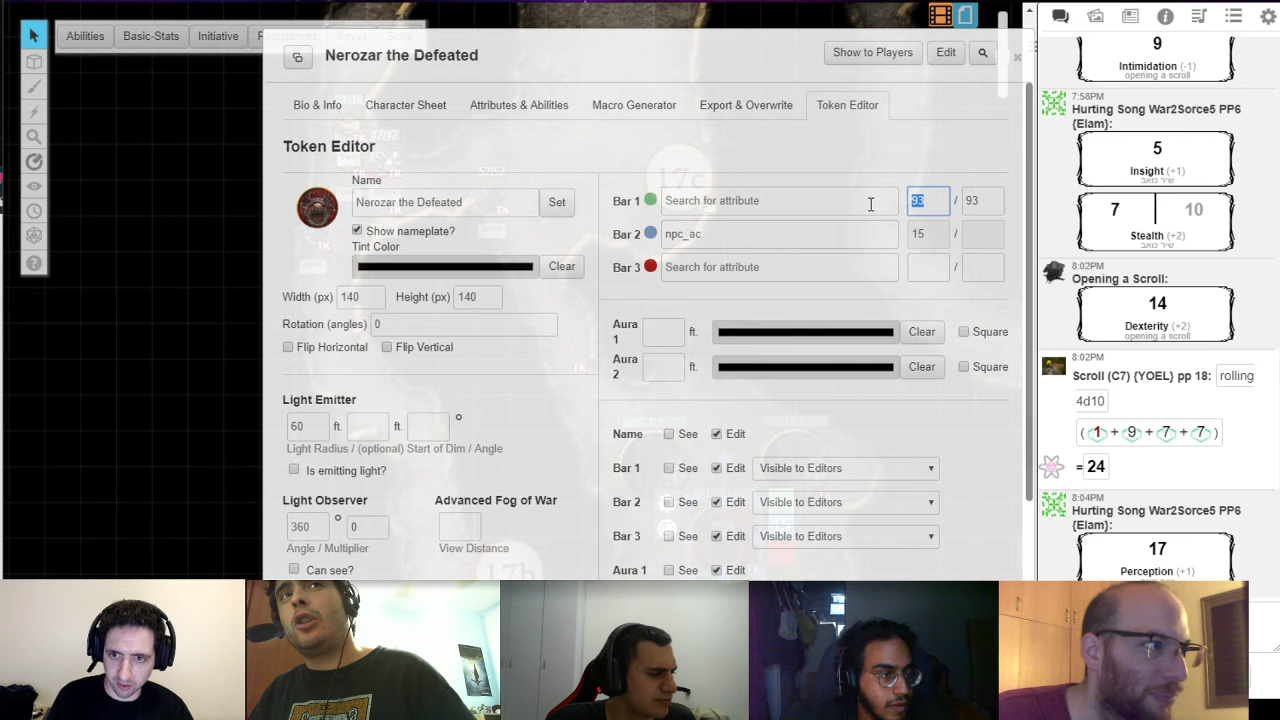 Abilities Basic-Stats Initiative
Nerozar the Defeated Show to Players Edit
Bio & Info Character Sheet Attributes & Abilities Macro Generator Export & Overwrite Token Editor
Token Editor
Name
Nerozar the Defeated Set
Show nameplate?
Tint Color
Clear
Width (px) 140 Height (px) 140
Rotation (angles) 0
Flip Horizontal Flip Vertical
Light Emitter
60 ft. ft. °
Light Radius / (optional) Start of Dim / Angle
Is emitting light?
Light Observer Advanced Fog of War
360 ° 0
Angle / Multiplier View Distance
Can see?
Bar 1 Search for attribute 93 / 93
Bar 2 npc_ac 15 /
Bar 3 Search for attribute /
Aura 1 ft. Clear Square
Aura 2 ft. Clear Square
Name See Edit
Bar 1 See Edit Visible to Editors
Bar 2 See Edit Visible to Editors
Bar 3 See Edit Visible to Editors
Aura 1 See Edit
17c
17b
9
Intimidation (-1)
opening a scroll
7:58PM
Hurting Song War2Sorce5 PP6
{Elam}:
5
Insight (+1)
שיר כואב
7 10
Stealth (+2)
שיר כואב
8:02PM
Opening a Scroll:
14
Dexterity (+2)
opening a scroll
8:02PM
Scroll (C7) {YOEL} pp 18: rolling
4d10
(1+9+7+7)
=24
8:04PM
Hurting Song War2Sorce5 PP6
{Elam}:
17
Perception (+1)